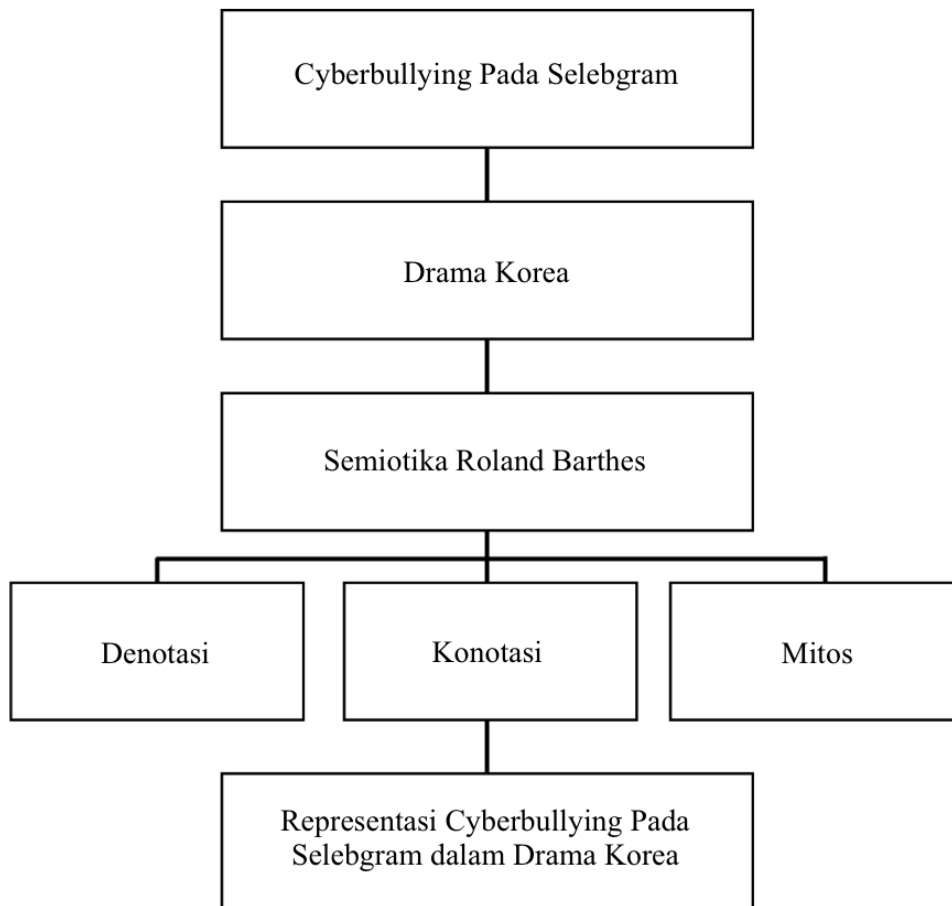 Cyberbullying Pada Selebgram
Drama Korea
Semiotika Roland Barthes
Denotasi
Konotasi
Mitos
Representasi Cyberbullying Pada
Selebgram dalam Drama Korea